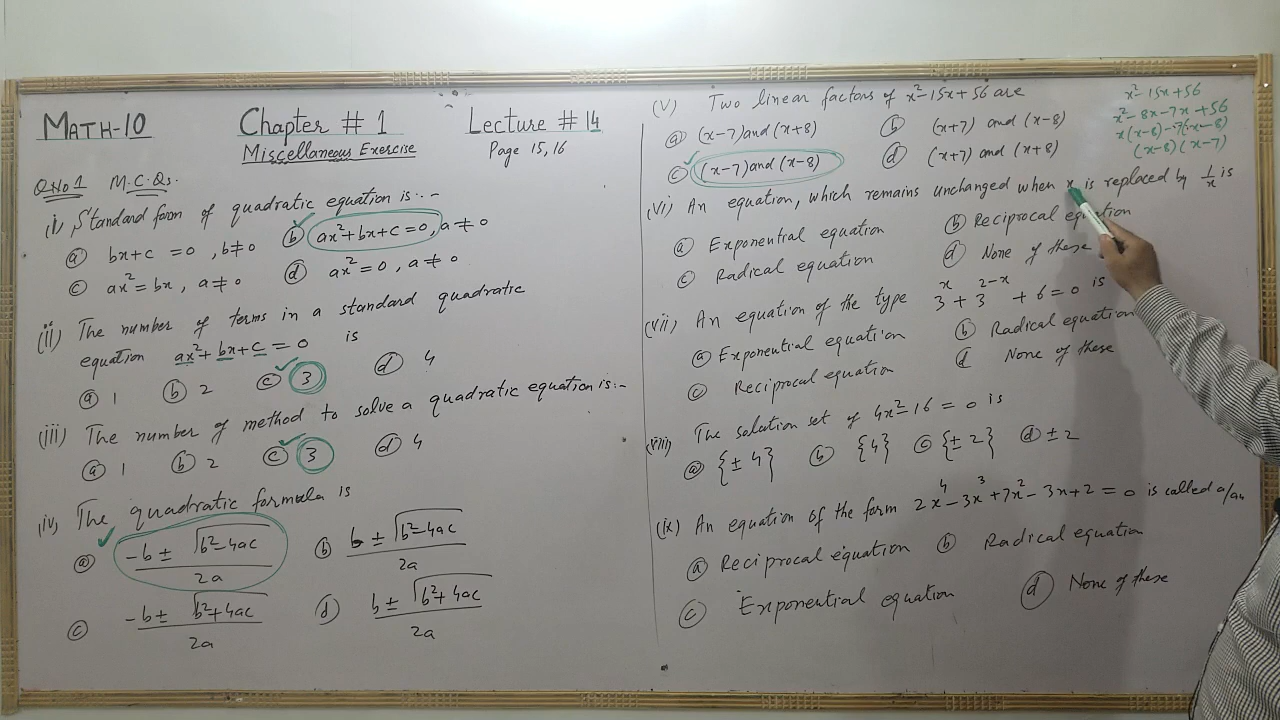 MATH-10 Chapter # 1 Lecture # 14
Miscellaneous Exercise Page 15, 16
Q.No 1 M.C.Qs.
(i) Standard form of quadratic equation is:-
(a) bx+c = 0, b≠0 (b) ax²+bx+c=0, a≠0
(c) ax²=bx, a≠0 (d) ax²=0, a≠0
(ii) The number of terms in a standard quadratic
equation ax²+bx+c=0 is
(a) 1 (b) 2 (c) 3 (d) 4
(iii) The number of method to solve a quadratic equation is:-
(a) 1 (b) 2 (c) 3 (d) 4
(iv) The quadratic formula is
(a) (-b ± √(b²-4ac))/2a (b) (b ± √(b²-4ac))/2a
(c) (-b ± √(b²+4ac))/2a (d) (b ± √(b²+4ac))/2a
(v) Two linear factors of x²-15x+56 are
(a) (x-7) and (x+8) (b) (x+7) and (x-8)
(c) (x-7) and (x-8) (d) (x+7) and (x+8)
x²-15x+56
x²-8x-7x+56
x(x-8)-7(x-8)
(x-8)(x-7)
(vi) An equation, which remains unchanged when x is replaced by 1/x is
(a) Exponential equation (b) Reciprocal equation
(c) Radical equation (d) None of these
(vii) An equation of the type 3^x + 3^(2-x) + 6 = 0 is
(a) Exponential equation (b) Radical equation
(c) Reciprocal equation (d) None of these
(viii) The solution set of 4x²-16=0 is
(a) {±4} (b) {4} (c) {±2} (d) ±2
(ix) An equation of the form 2x⁴-3x³+7x²-3x+2=0 is called a/an
(a) Reciprocal equation (b) Radical equation
(c) Exponential equation (d) None of these